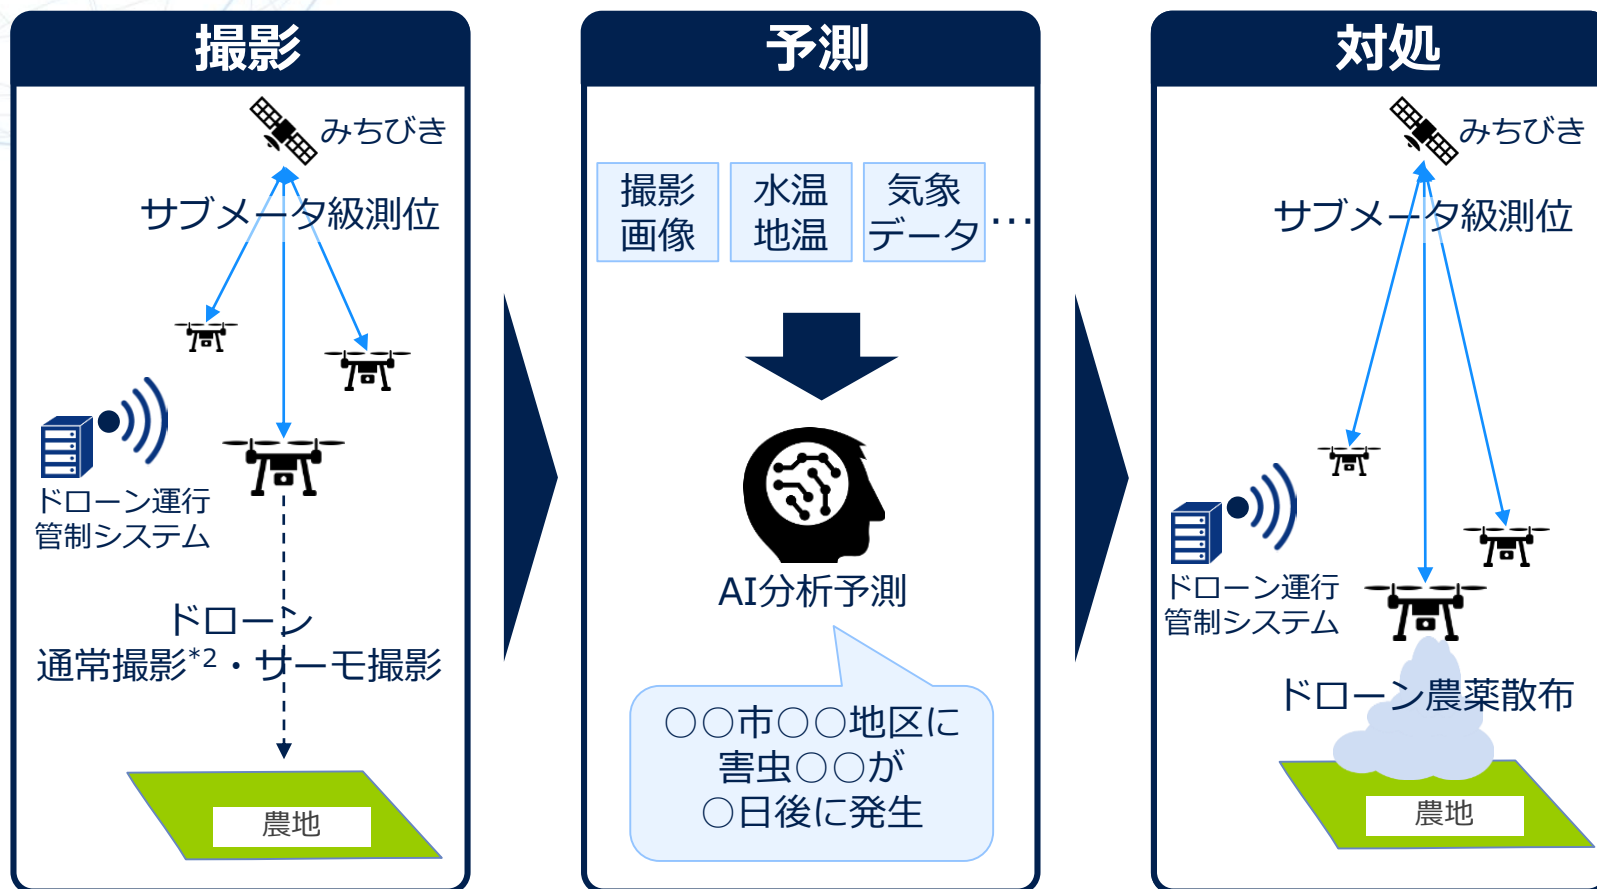 撮影
みちびき
サブメータ級測位
ドローン運行
管制システム
ドローン
通常撮影*2・サーモ撮影
農地
予測
撮影
画像
水温
地温
気象
データ
…
AI分析予測
○○市○○地区に
害虫○○が
○日後に発生
対処
みちびき
サブメータ級測位
ドローン運行
管制システム
ドローン農薬散布
農地